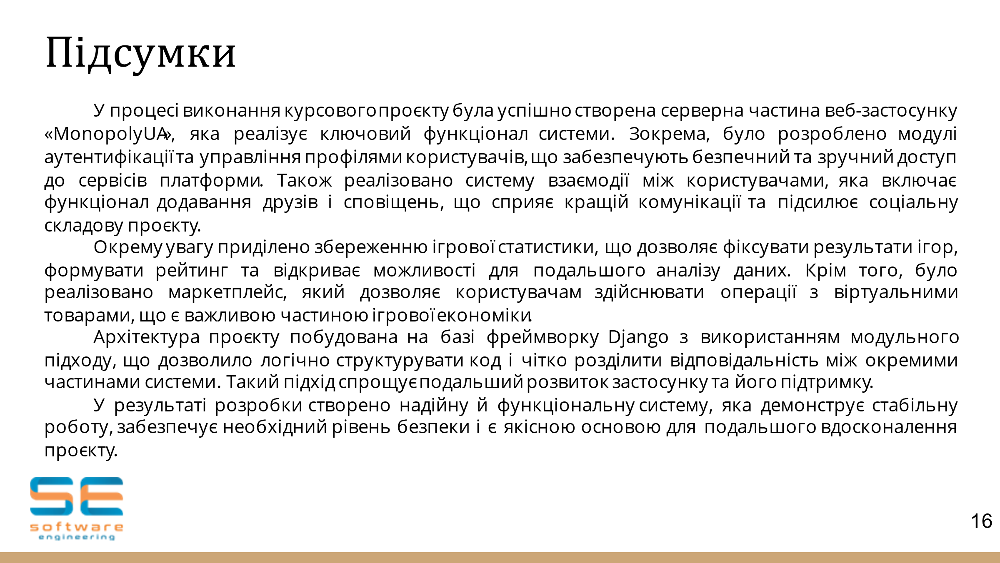 Підсумки
У процесі виконання курсового проєкту була успішно створена серверна частина веб-застосунку
«MonopolyUA», яка реалізує ключовий функціонал системи. Зокрема, було розроблено модулі
аутентифікації та управління профілями користувачів, що забезпечують безпечний та зручний доступ
до сервісів платформи. Також реалізовано систему взаємодії між користувачами, яка включає
функціонал додавання друзів і сповіщень, що сприяє кращій комунікації та підсилює соціальну
складову проєкту.
Окрему увагу приділено збереженню ігрової статистики, що дозволяє фіксувати результати ігор,
формувати рейтинг та відкриває можливості для подальшого аналізу даних. Крім того, було
реалізовано маркетплейс, який дозволяє користувачам здійснювати операції з віртуальними
товарами, що є важливою частиною ігрової економіки.
Архітектура проєкту побудована на базі фреймворку Django з використанням модульного
підходу, що дозволило логічно структурувати код і чітко розділити відповідальність між окремими
частинами системи. Такий підхід спрощує подальший розвиток застосунку та його підтримку.
У результаті розробки створено надійну й функціональну систему, яка демонструє стабільну
роботу, забезпечує необхідний рівень безпеки і є якісною основою для подальшого вдосконалення
проєкту.
SE
software
engineering
16